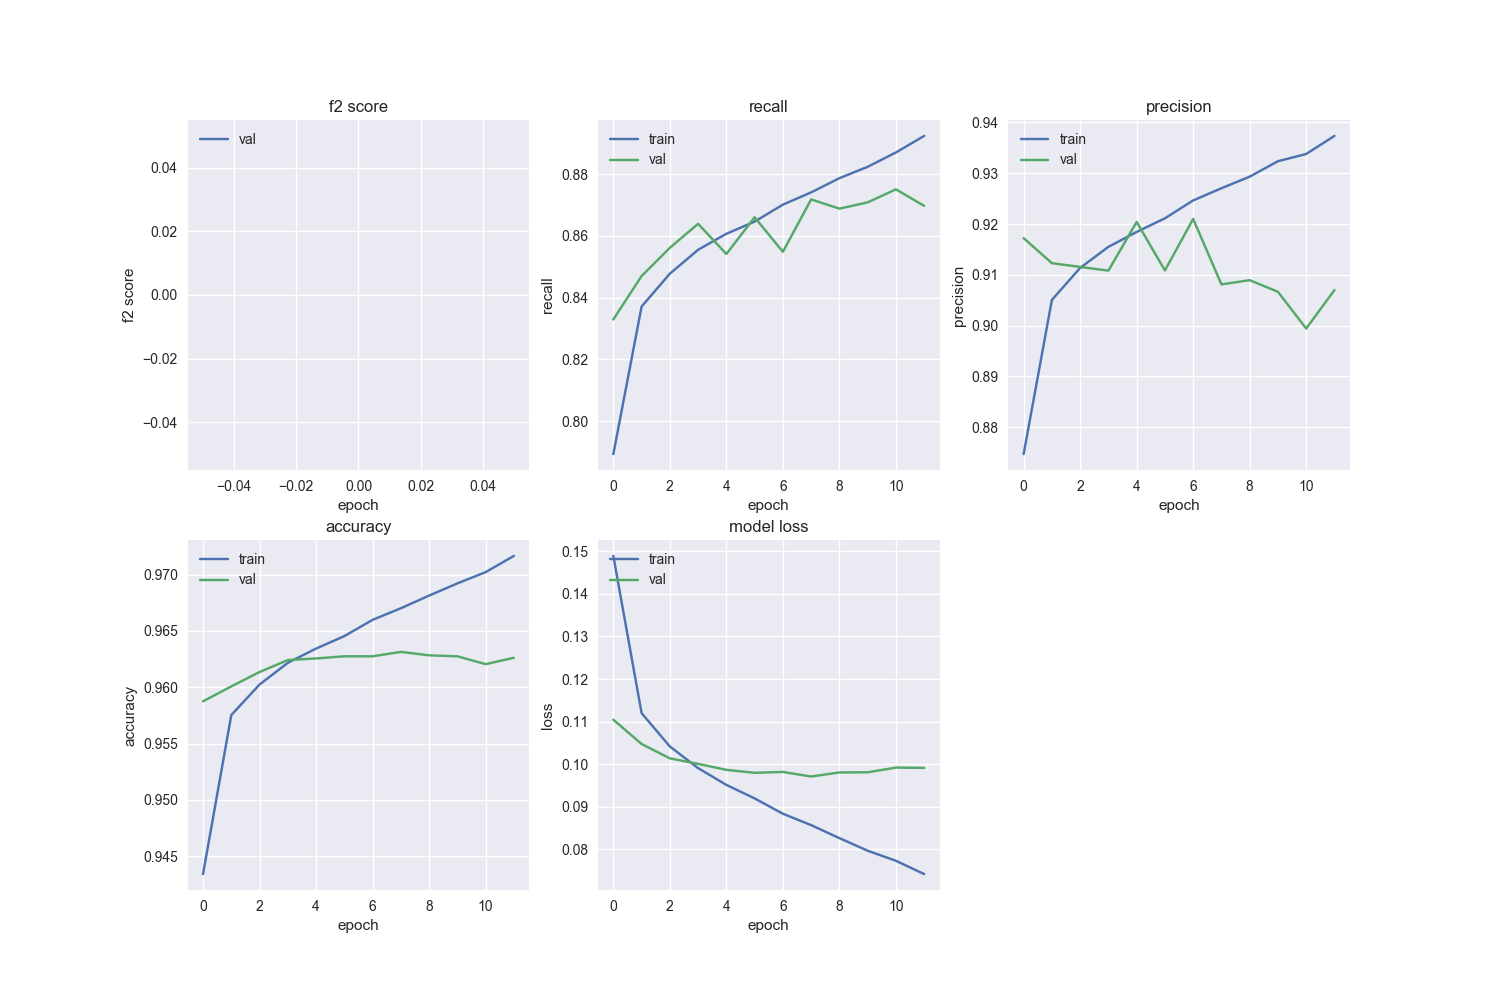 f2 score
val
0.04
0.02
0.00
−0.02
−0.04
f2 score
−0.04 −0.02 0.00 0.02 0.04
epoch
recall
train
val
0.88
0.86
0.84
0.82
0.80
recall
0 2 4 6 8 10
epoch
precision
train
val
0.94
0.93
0.92
0.91
0.90
0.89
0.88
precision
0 2 4 6 8 10
epoch
accuracy
train
val
0.970
0.965
0.960
0.955
0.950
0.945
accuracy
0 2 4 6 8 10
epoch
model loss
train
val
0.15
0.14
0.13
0.12
0.11
0.10
0.09
0.08
loss
0 2 4 6 8 10
epoch